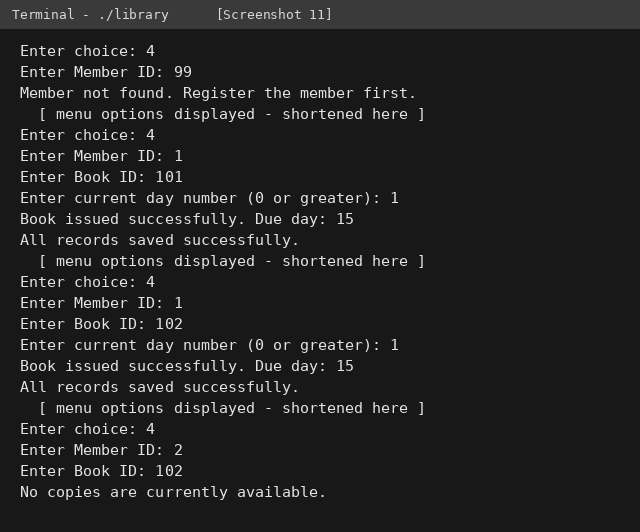 Terminal - ./library      [Screenshot 11]
Enter choice: 4
Enter Member ID: 99
Member not found. Register the member first.
  [ menu options displayed - shortened here ]
Enter choice: 4
Enter Member ID: 1
Enter Book ID: 101
Enter current day number (0 or greater): 1
Book issued successfully. Due day: 15
All records saved successfully.
  [ menu options displayed - shortened here ]
Enter choice: 4
Enter Member ID: 1
Enter Book ID: 102
Enter current day number (0 or greater): 1
Book issued successfully. Due day: 15
All records saved successfully.
  [ menu options displayed - shortened here ]
Enter choice: 4
Enter Member ID: 2
Enter Book ID: 102
No copies are currently available.